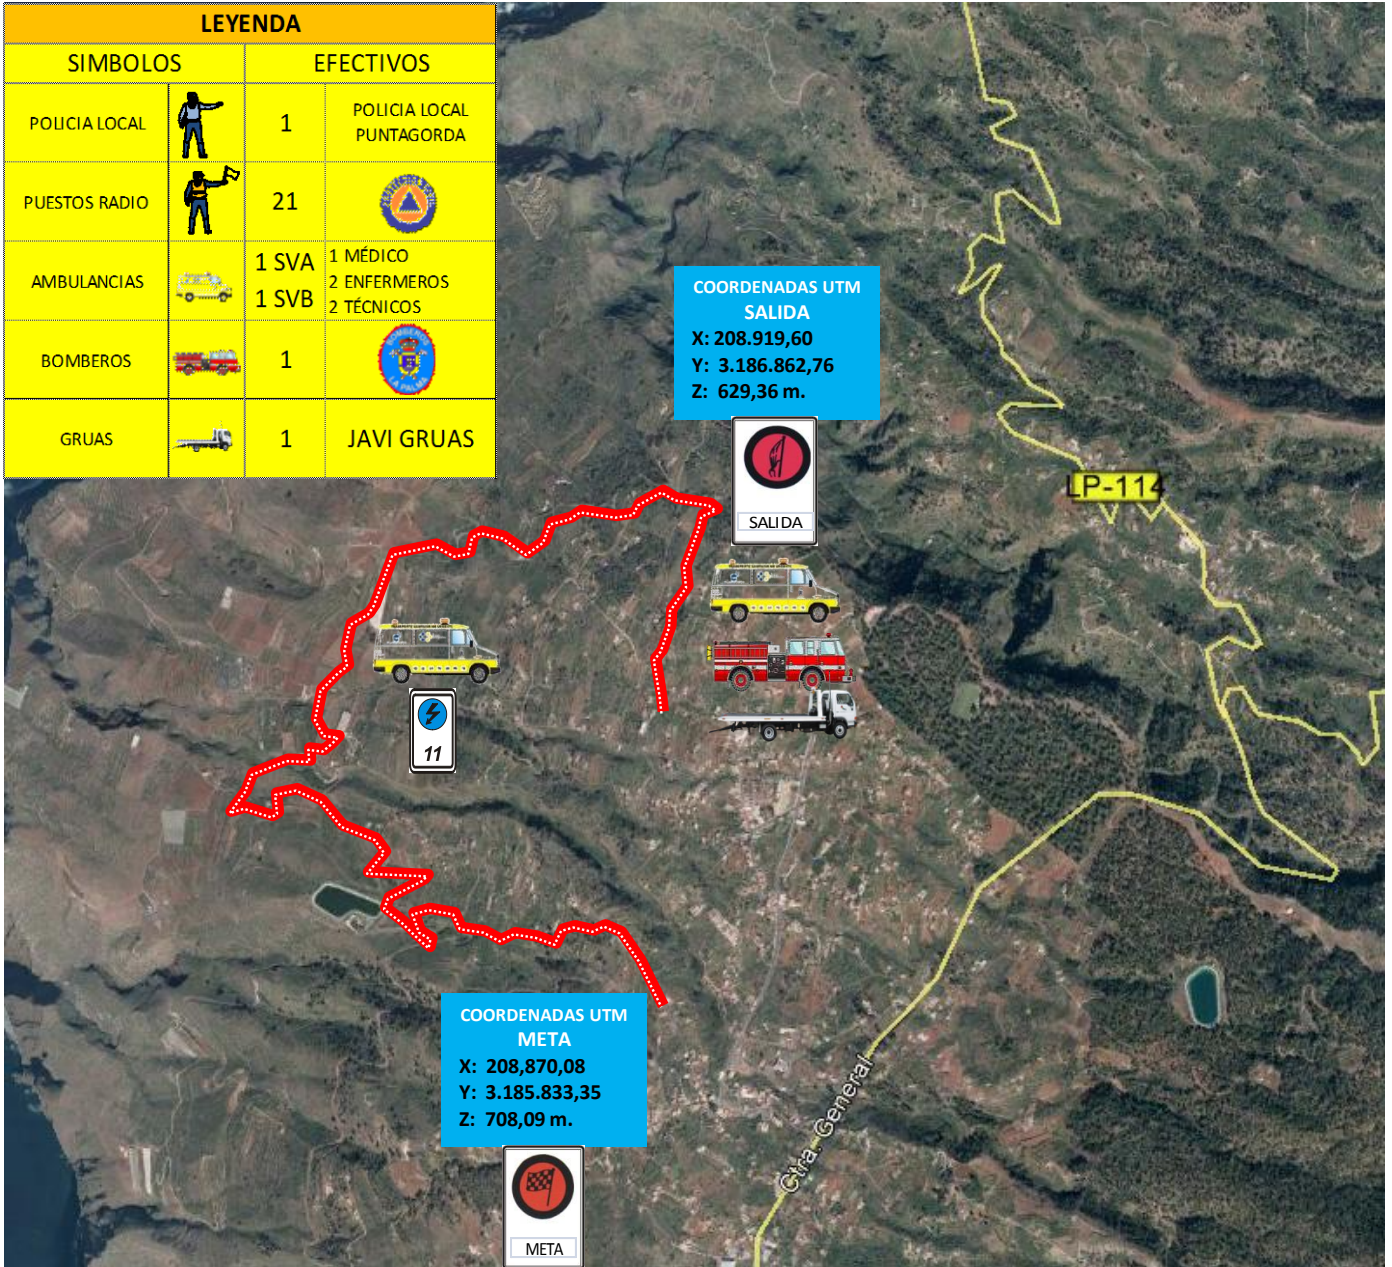 LEYENDA
SIMBOLOS EFECTIVOS
POLICIA LOCAL 1 POLICIA LOCAL
PUNTAGORDA
PUESTOS RADIO 21
AMBULANCIAS 1 SVA
1 SVB
1 MÉDICO
2 ENFERMEROS
2 TÉCNICOS
BOMBEROS 1
BOMBEROS
LA PALMA
GRUAS 1 JAVI GRUAS
COORDENADAS UTM
SALIDA
X: 208.919,60
Y: 3.186.862,76
Z: 629,36 m.
SALIDA
LP-114
11
COORDENADAS UTM
META
X: 208,870,08
Y: 3.185.833,35
Z: 708,09 m.
META
Ctra. General